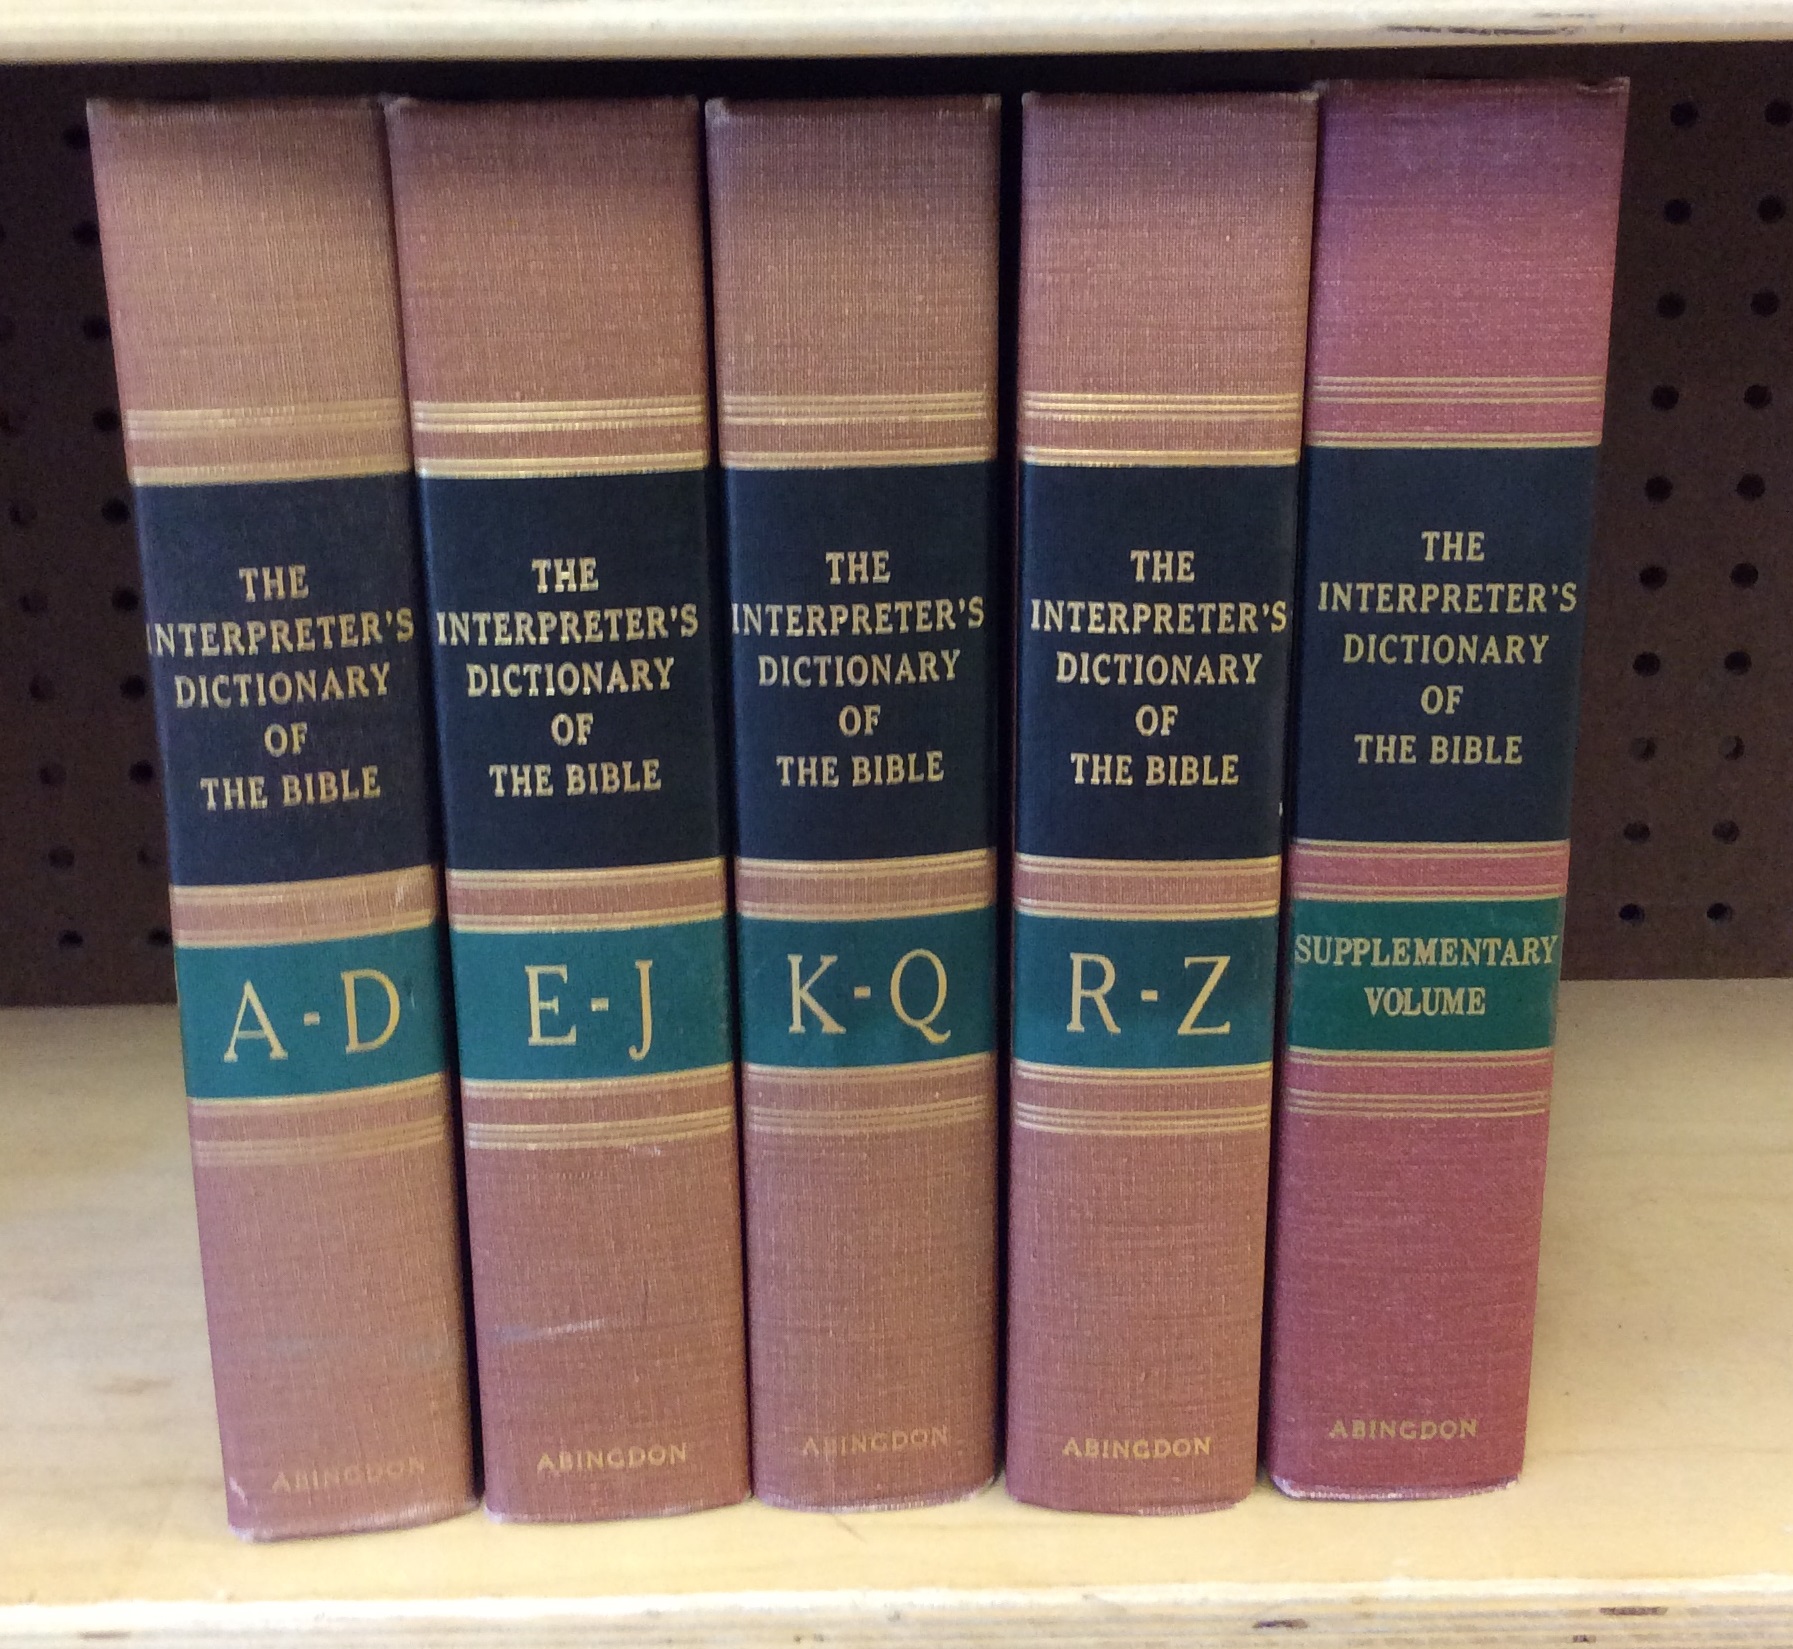 THE
INTERPRETER'S
DICTIONARY
OF
THE BIBLE
A-D
ABINGDON
THE
INTERPRETER'S
DICTIONARY
OF
THE BIBLE
E-J
ABINGDON
THE
INTERPRETER'S
DICTIONARY
OF
THE BIBLE
K-Q
ABINGDON
THE
INTERPRETER'S
DICTIONARY
OF
THE BIBLE
R-Z
ABINGDON
THE
INTERPRETER'S
DICTIONARY
OF
THE BIBLE
SUPPLEMENTARY
VOLUME
ABINGDON